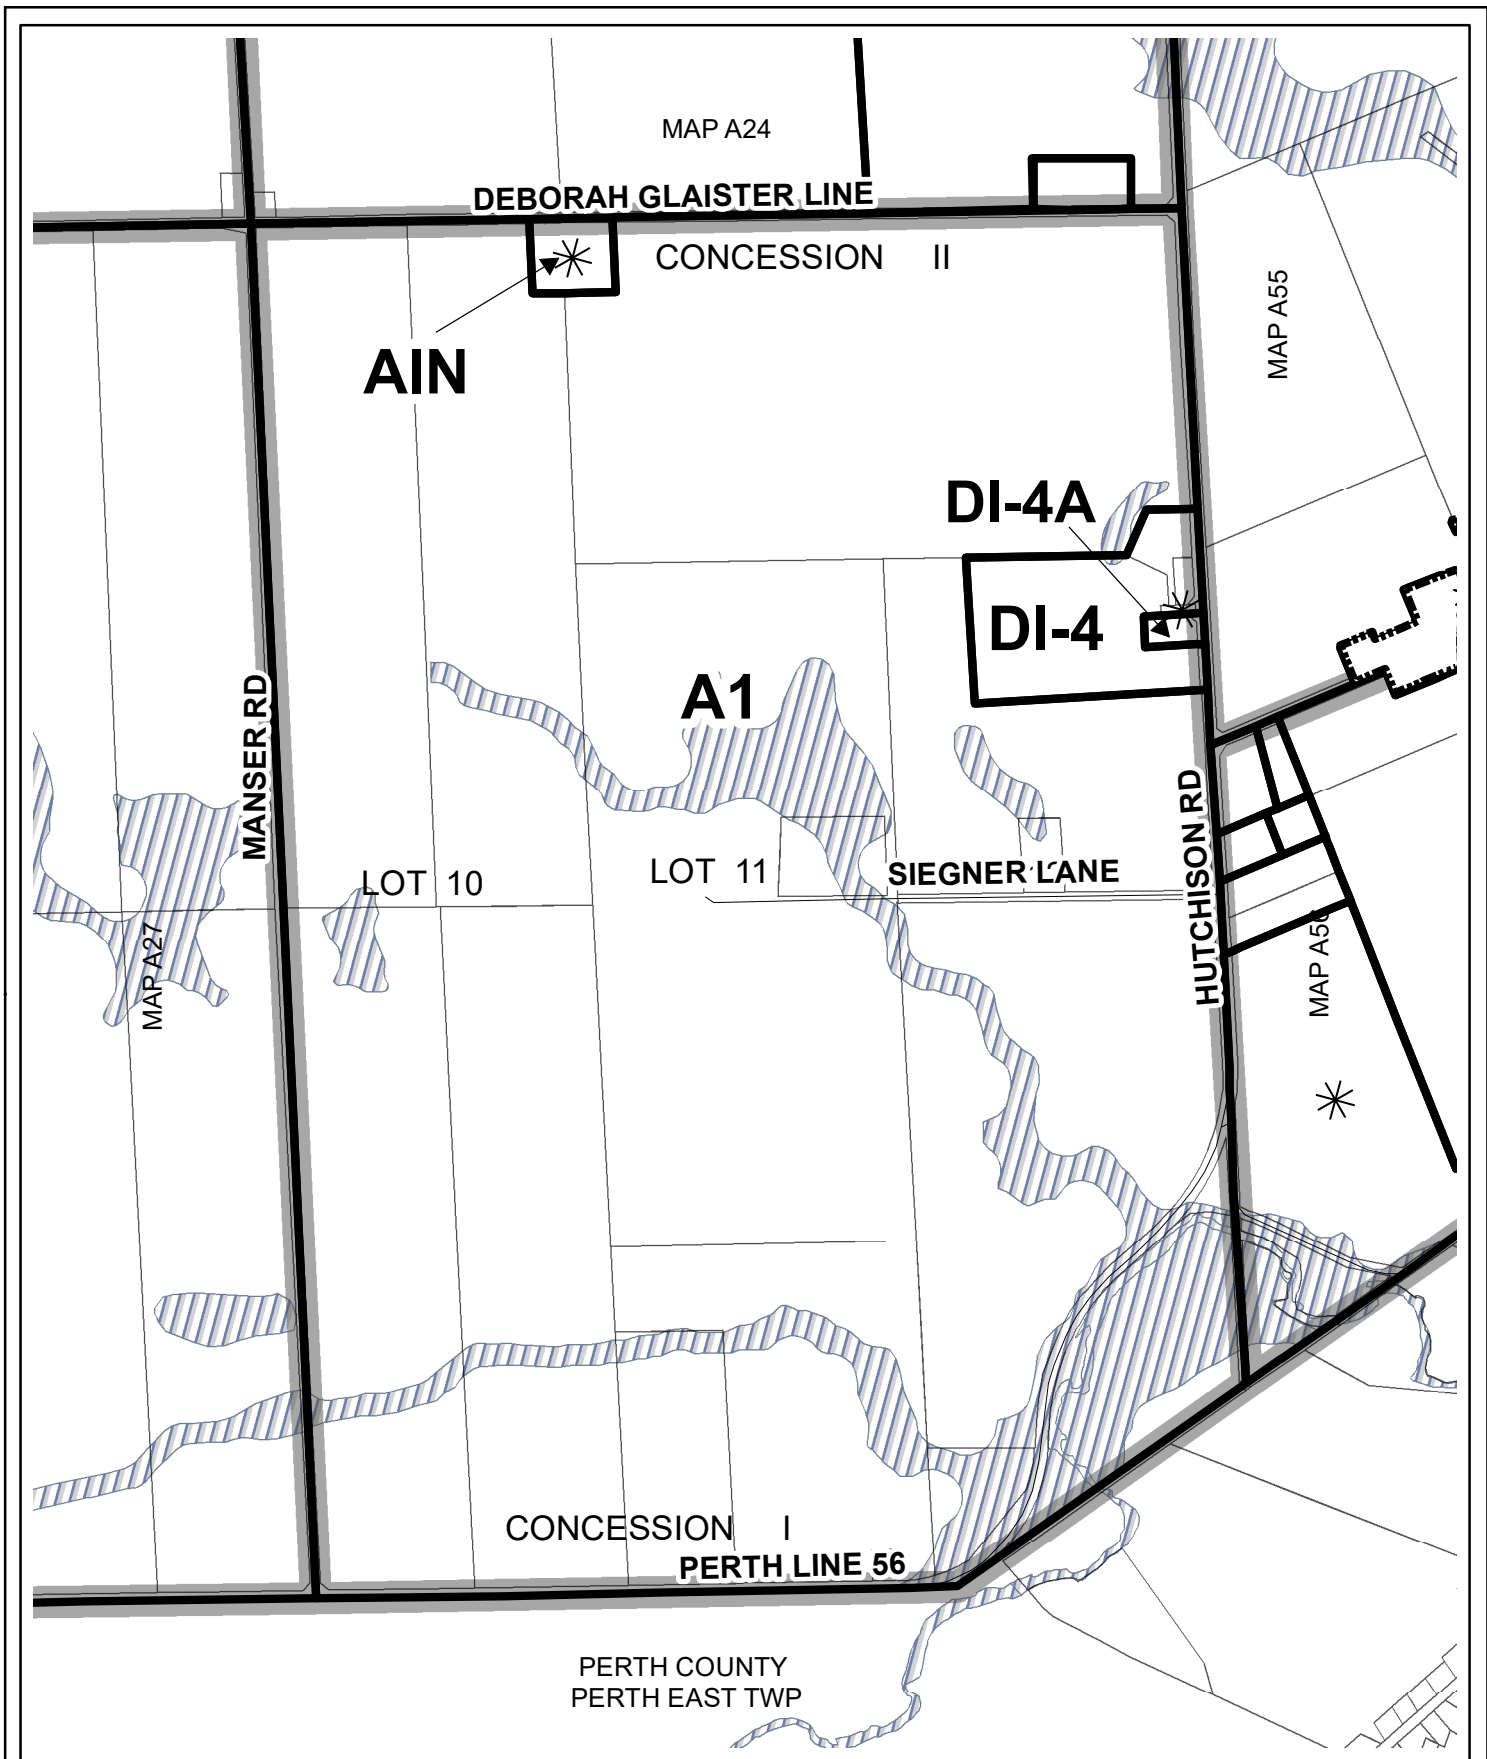 MAP A24
DEBORAH GLAISTER LINE
CONCESSION II
MAP A55
AIN
DI-4A
DI-4
A1
MANSER RD
HUTCHISON RD
LOT 10
LOT 11
SIEGNER LANE
MAP A27
MAP A56
CONCESSION I
PERTH LINE 56
PERTH COUNTY
PERTH EAST TWP